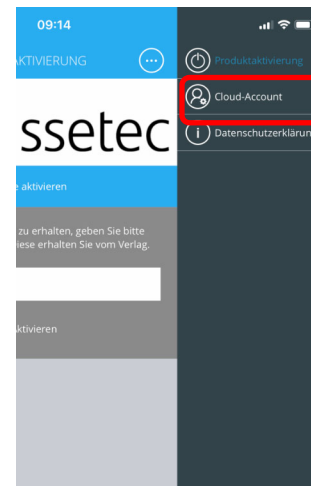 09:14
AKTIVIERUNG
ssetec
e aktivieren
zu erhalten, geben Sie bitte
iese erhalten Sie vom Verlag.
Aktivieren
Produktaktivierung
Cloud-Account
Datenschutzerklärun